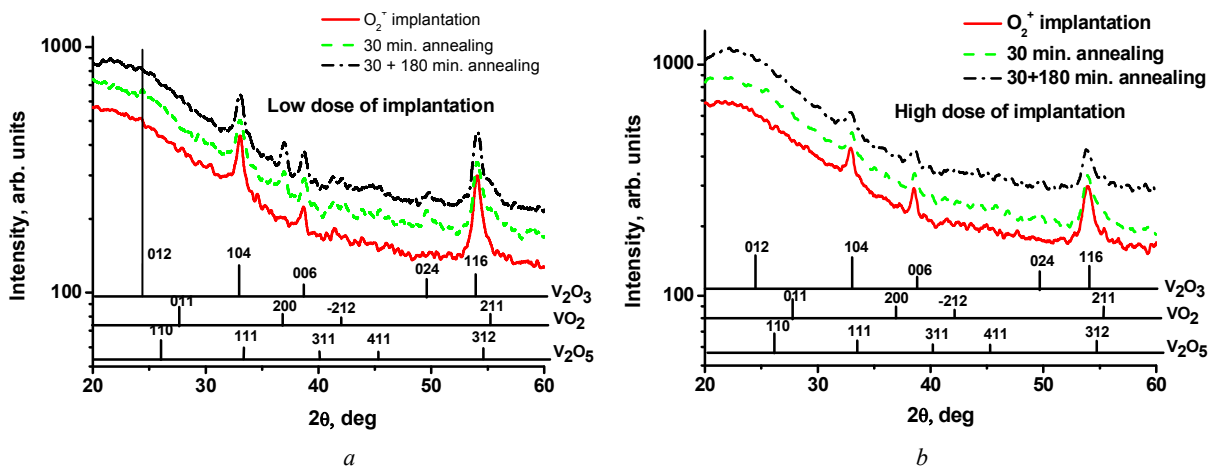 O₂⁺ implantation
30 min. annealing
30 + 180 min. annealing
Low dose of implantation
1000
100
Intensity, arb. units
012 104 006 024 116
V₂O₃
011 200 -212 211
VO₂
110 111 311 411 312
V₂O₅
20 30 40 50 60
2θ, deg
a
O₂⁺ implantation
30 min. annealing
30+180 min. annealing
High dose of implantation
1000
100
Intensity, arb. units
012 104 006 024 116
V₂O₃
011 200 -212 211
VO₂
110 111 311 411 312
V₂O₅
20 30 40 50 60
2θ, deg
b